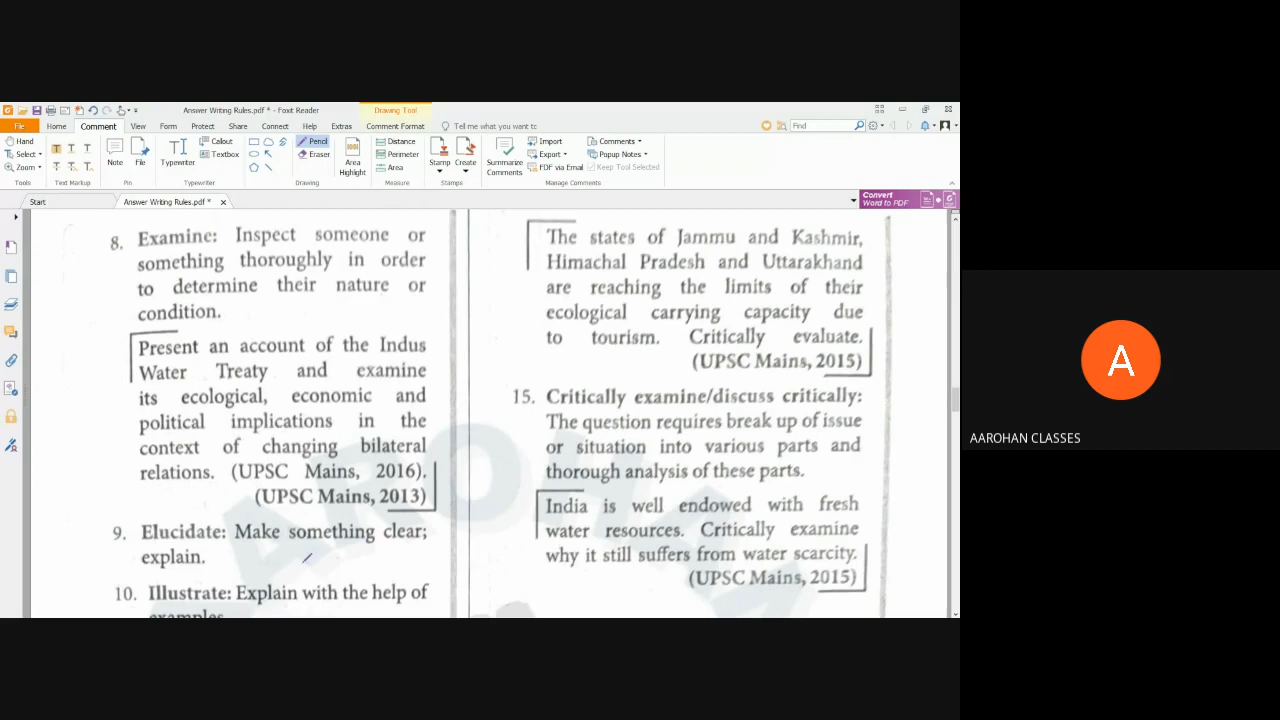 Answer Writing Rules.pdf * - Foxit Reader
Drawing Tool
File Home Comment View Form Protect Share Connect Help Extras Comment Format Tell me what you want to Find
Hand
Select
Zoom
Tools
Text Markup
Note
File
Pin
Typewriter
Callout
Textbox
Typewriter
Pencil
Eraser
Drawing
Area
Highlight
Distance
Perimeter
Area
Measure
Stamp
Create
Stamps
Summarize
Comments
Import
Export
FDF via Email
Comments
Popup Notes
Keep Tool Selected
Manage Comments
Start
Answer Writing Rules.pdf *
Convert
Word to PDF
8. Examine: Inspect someone or
something thoroughly in order
to determine their nature or
condition.
Present an account of the Indus
Water Treaty and examine
its ecological, economic and
political implications in the
context of changing bilateral
relations. (UPSC Mains, 2016).
(UPSC Mains, 2013)
9. Elucidate: Make something clear;
explain.
10. Illustrate: Explain with the help of
examples
The states of Jammu and Kashmir,
Himachal Pradesh and Uttarakhand
are reaching the limits of their
ecological carrying capacity due
to tourism. Critically evaluate.
(UPSC Mains, 2015)
15. Critically examine/discuss critically:
The question requires break up of issue
or situation into various parts and
thorough analysis of these parts.
India is well endowed with fresh
water resources. Critically examine
why it still suffers from water scarcity.
(UPSC Mains, 2015)
A
AAROHAN CLASSES